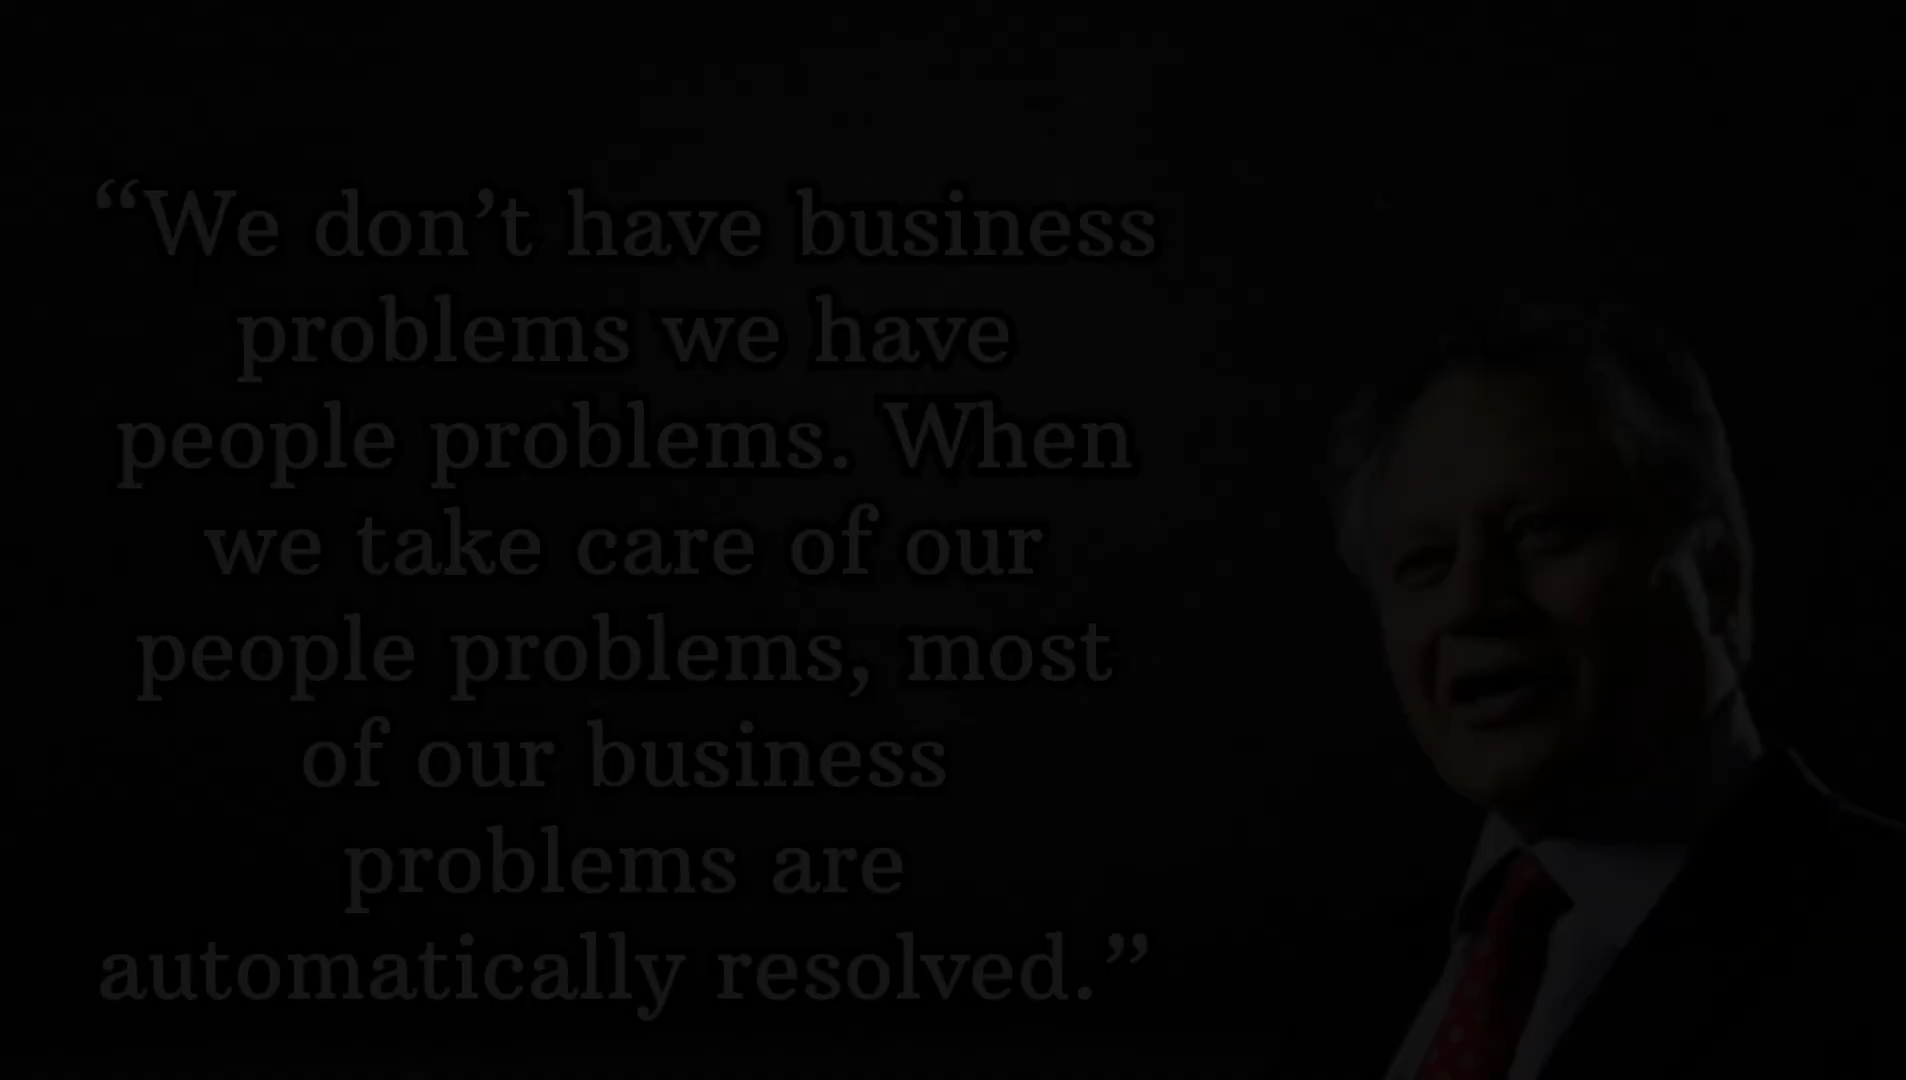 “We don’t have business
problems we have
people problems. When
we take care of our
people problems, most
of our business
problems are
automatically resolved.”